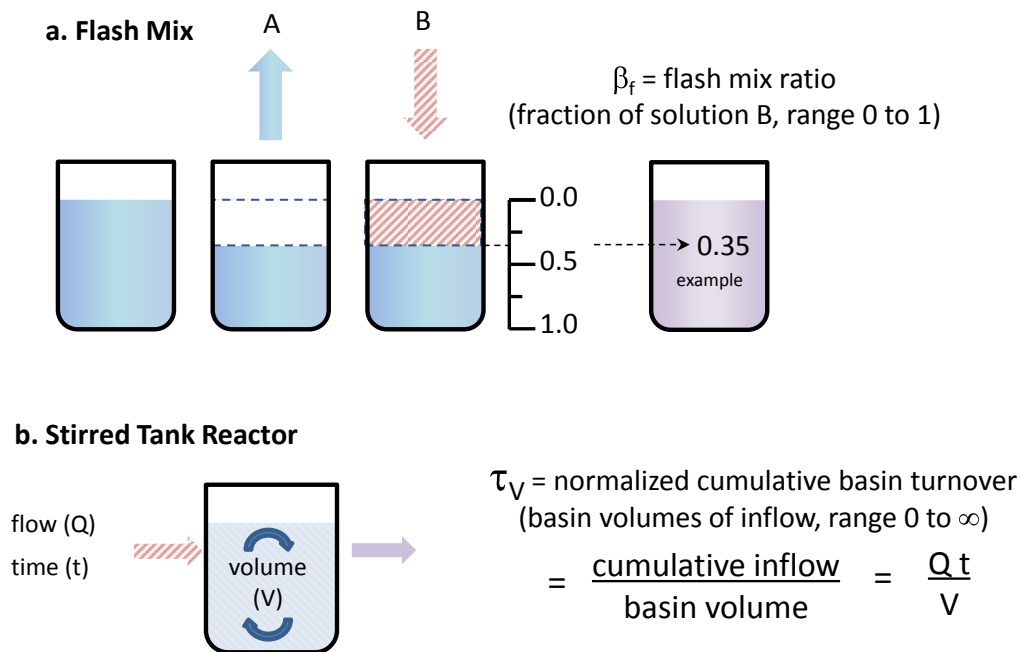 a. Flash Mix
A
B
βf = flash mix ratio
(fraction of solution B, range 0 to 1)
0.0
0.5
1.0
0.35
example
b. Stirred Tank Reactor
flow (Q)
time (t)
volume
(V)
τV = normalized cumulative basin turnover
(basin volumes of inflow, range 0 to ∞)
= cumulative inflow = Q t
basin volume V